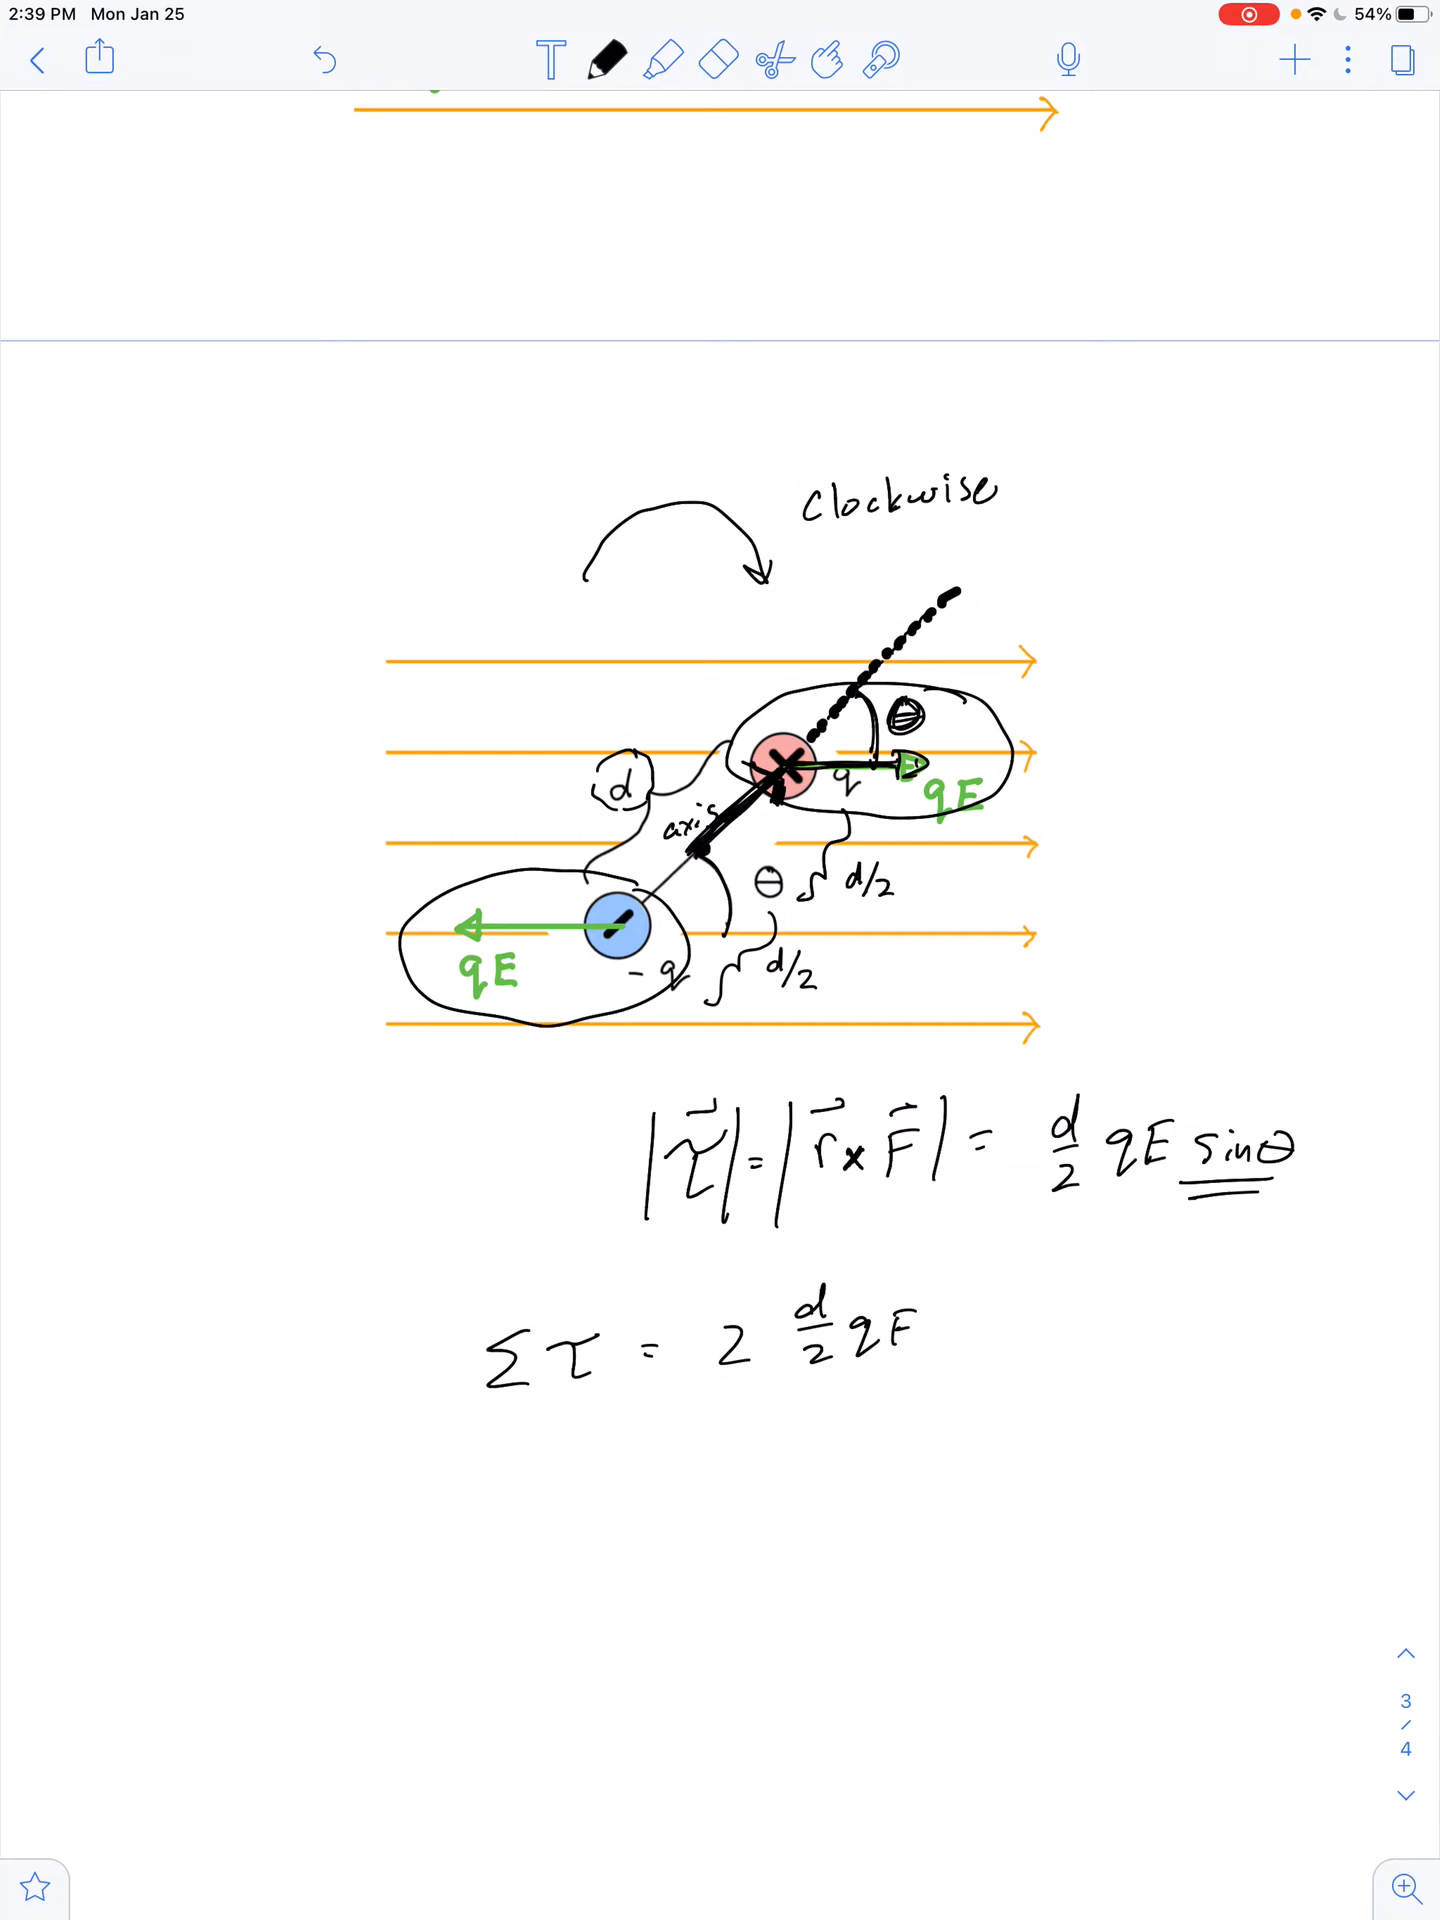 2:39 PM Mon Jan 25
54%
T
Clockwise
θ
d
q
qE
axis
θ
d/2
qE
- q
d/2
|τ⃗| = |r⃗ x F⃗| = d/2 qE sinθ
Σ τ = 2 d/2 qF
3
/
4